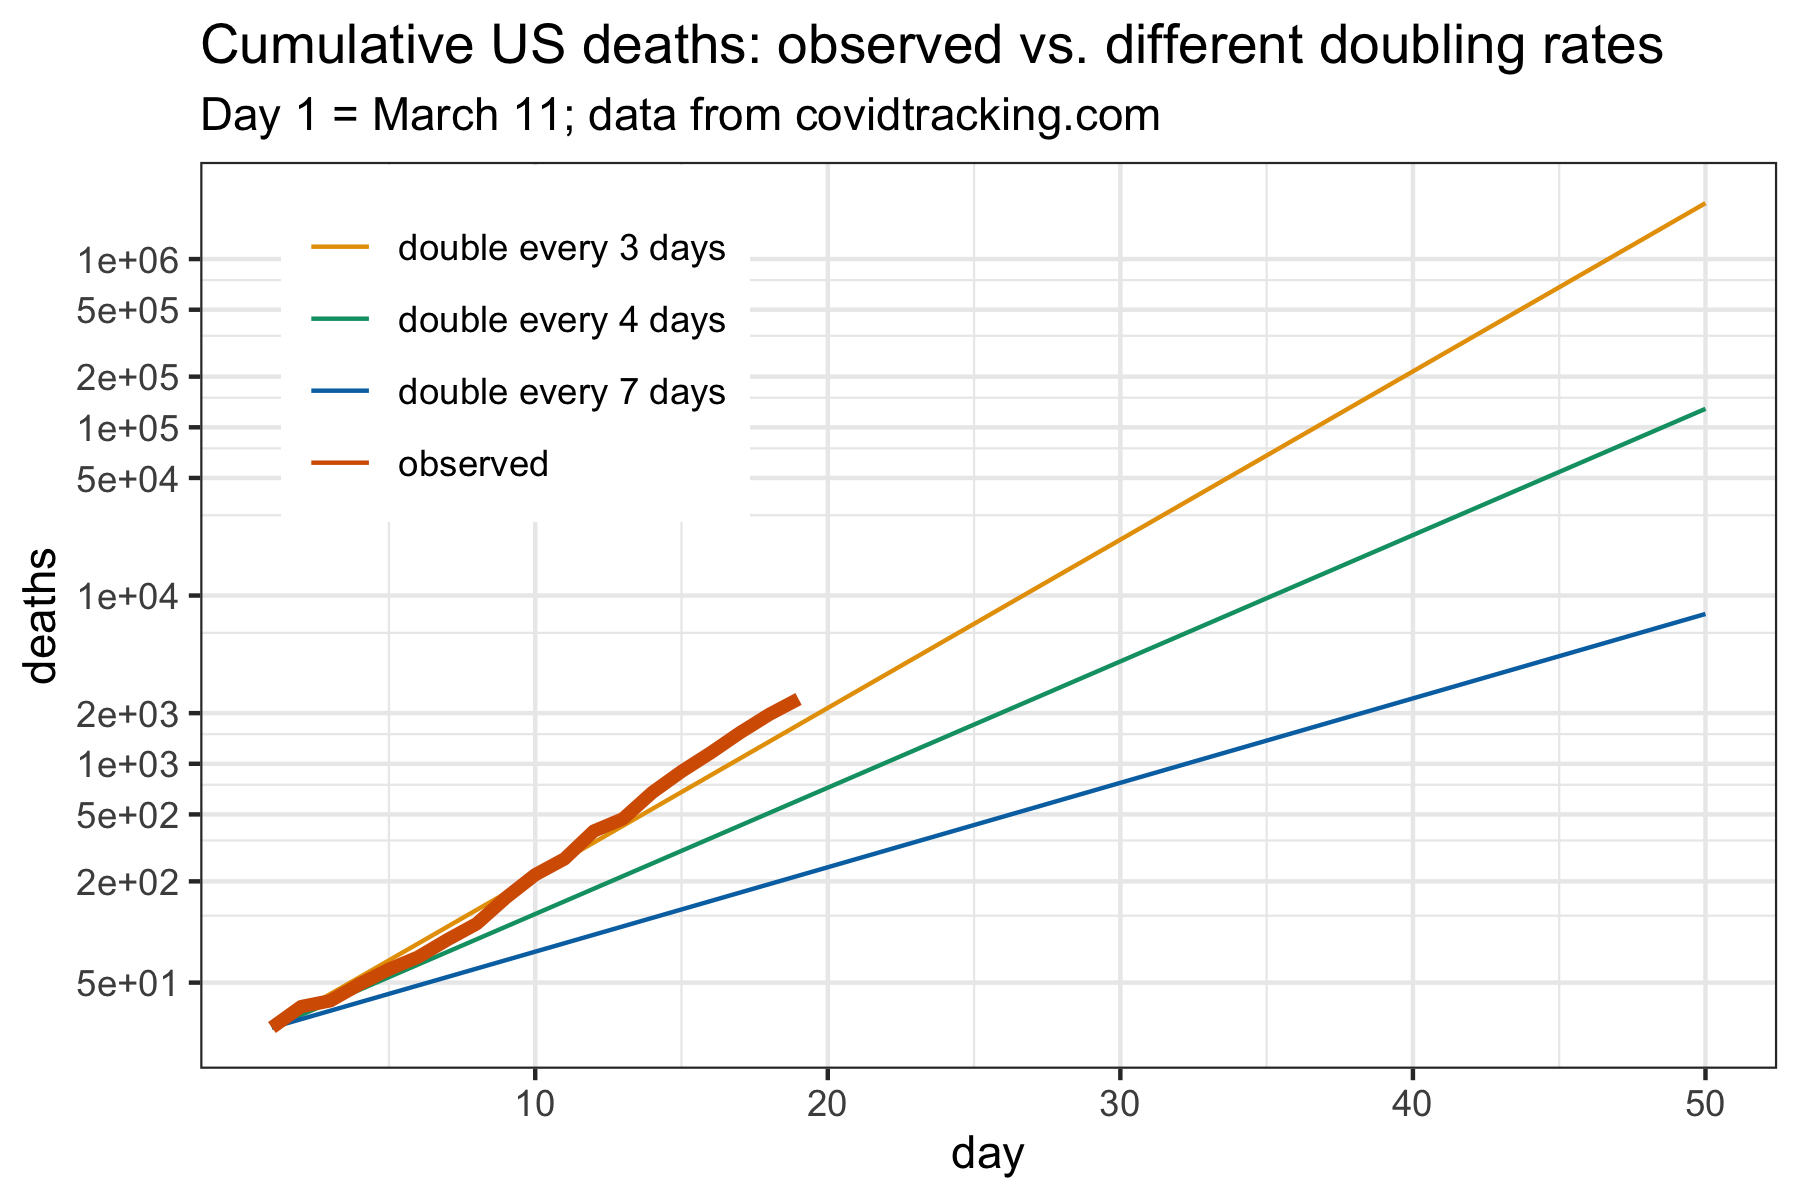 Cumulative US deaths: observed vs. different doubling rates
Day 1 = March 11; data from covidtracking.com
double every 3 days
double every 4 days
double every 7 days
observed
1e+06
5e+05
2e+05
1e+05
5e+04
1e+04
2e+03
1e+03
5e+02
2e+02
5e+01
deaths
10 20 30 40 50
day